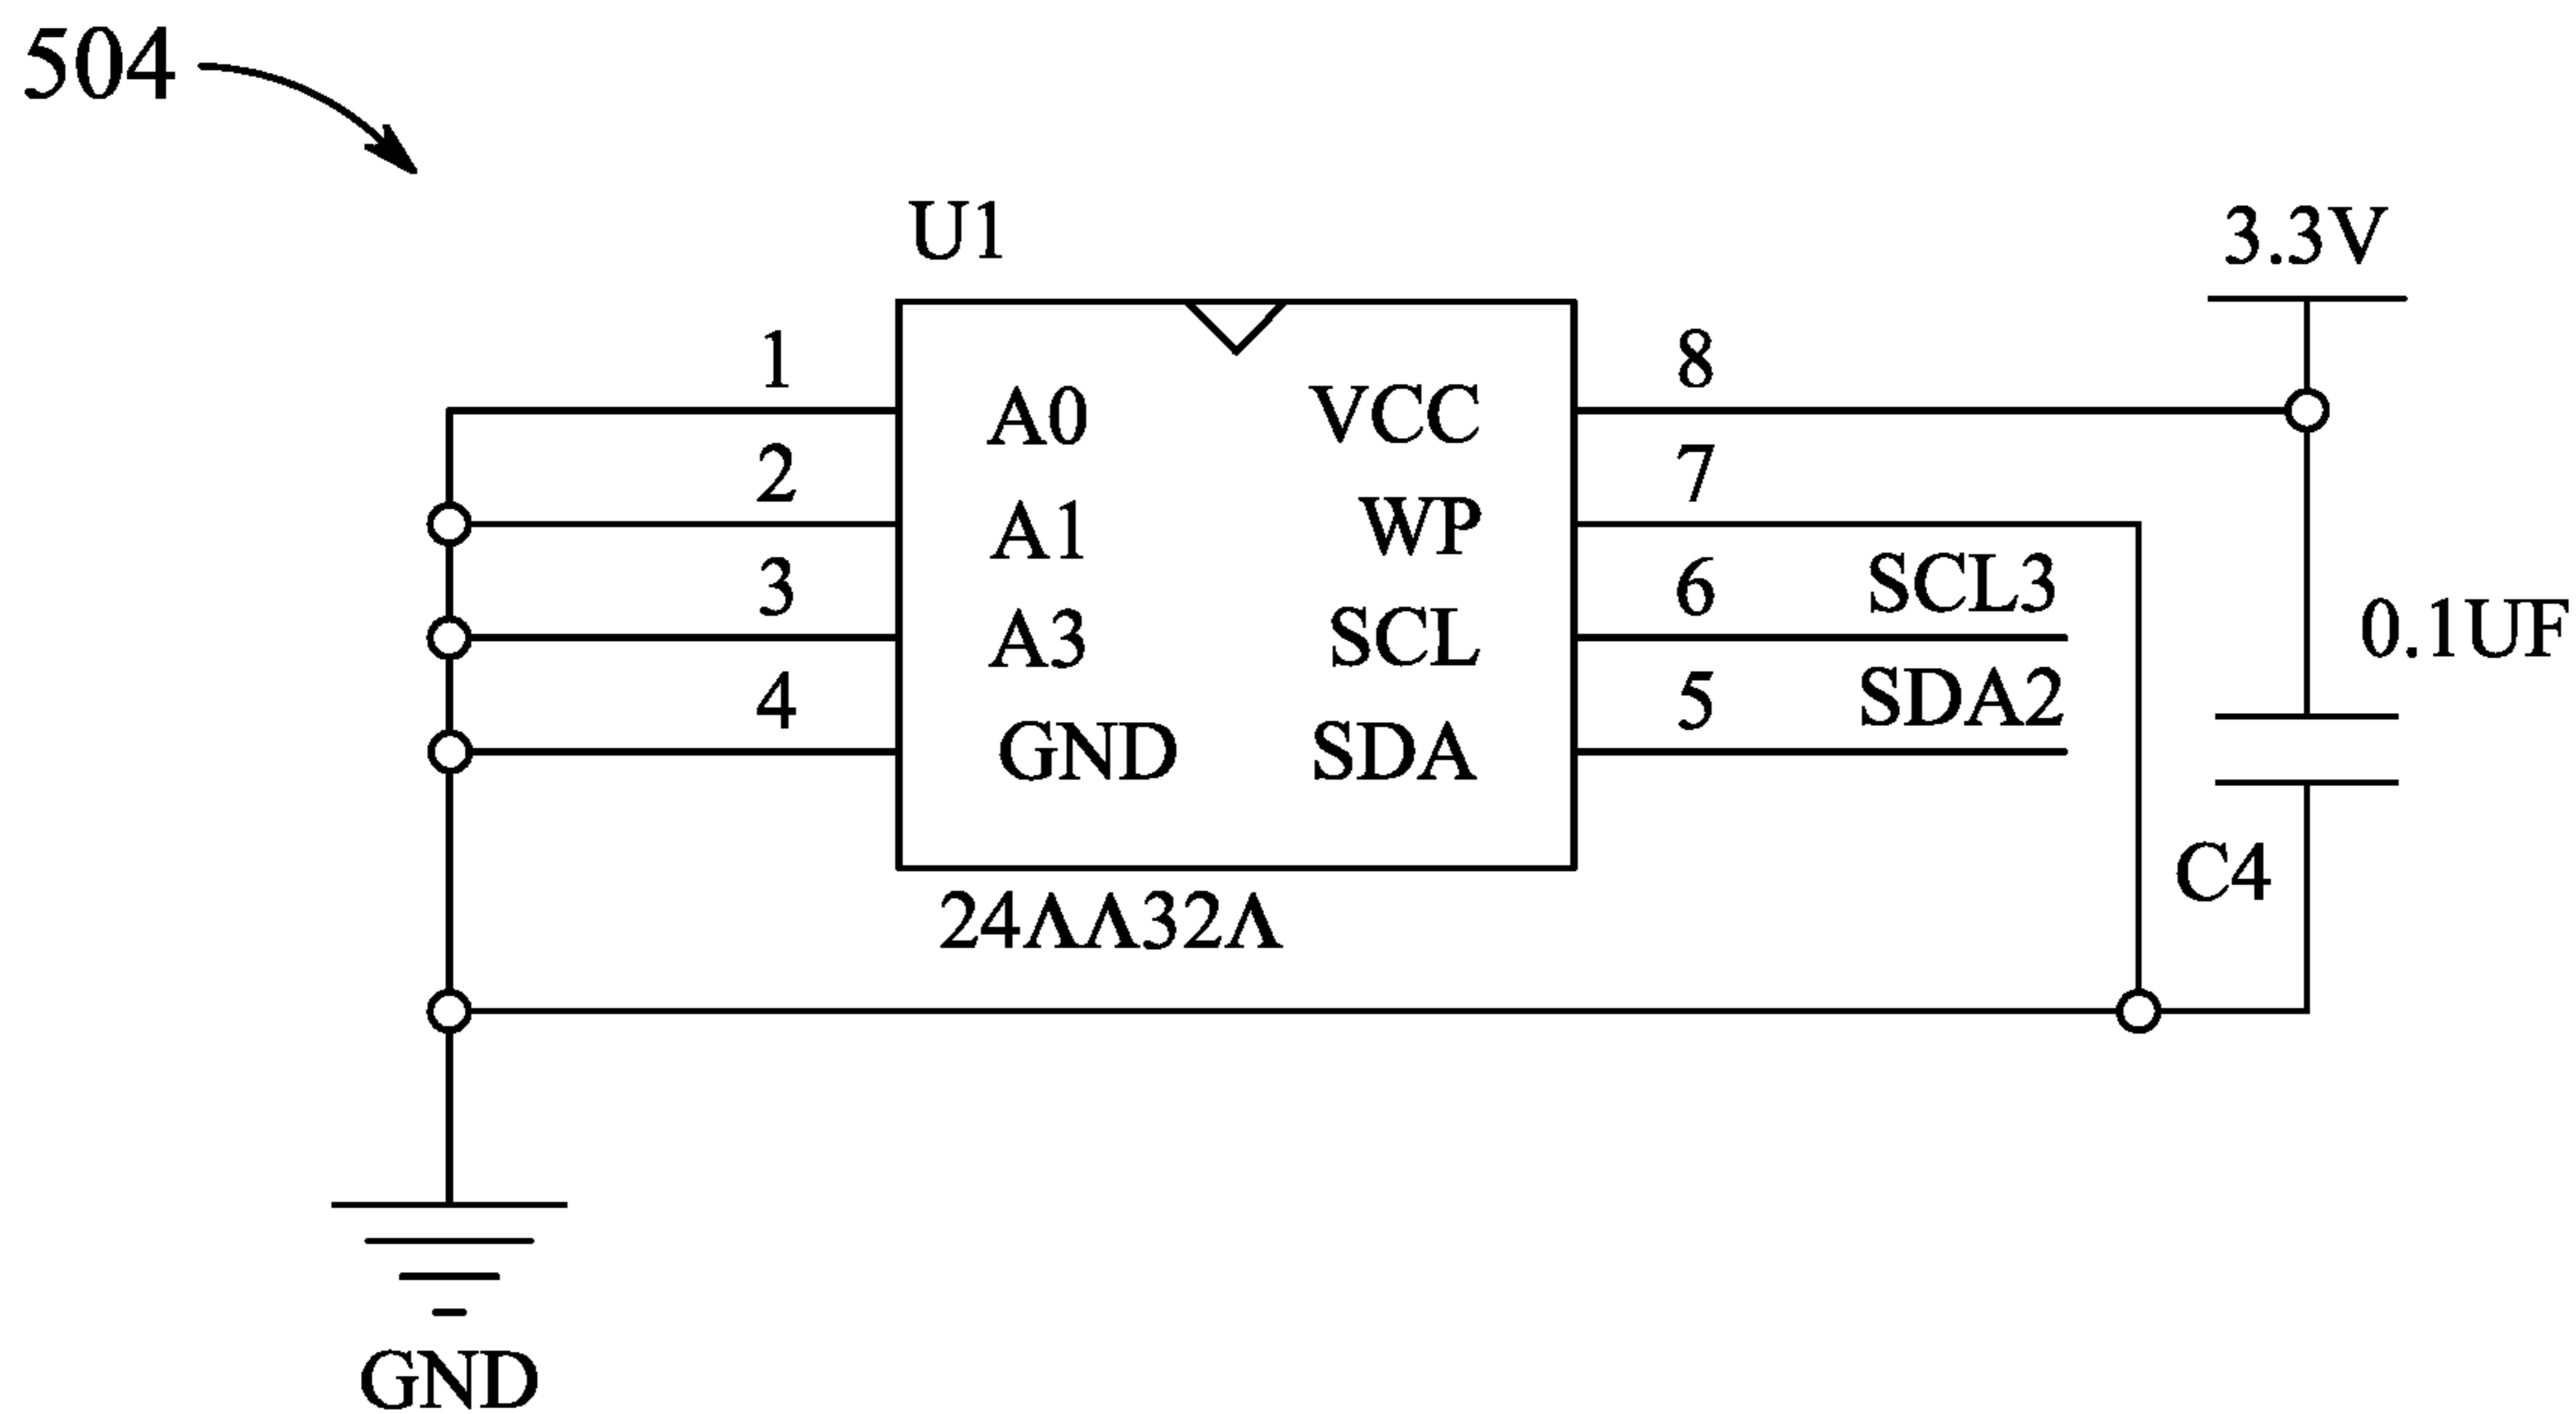 504
U1
3.3V
1 A0 VCC 8
2 A1 WP 7
3 A3 SCL 6 SCL3
0.1UF
4 GND SDA 5 SDA2
C4
24ΛΛ32Λ
GND